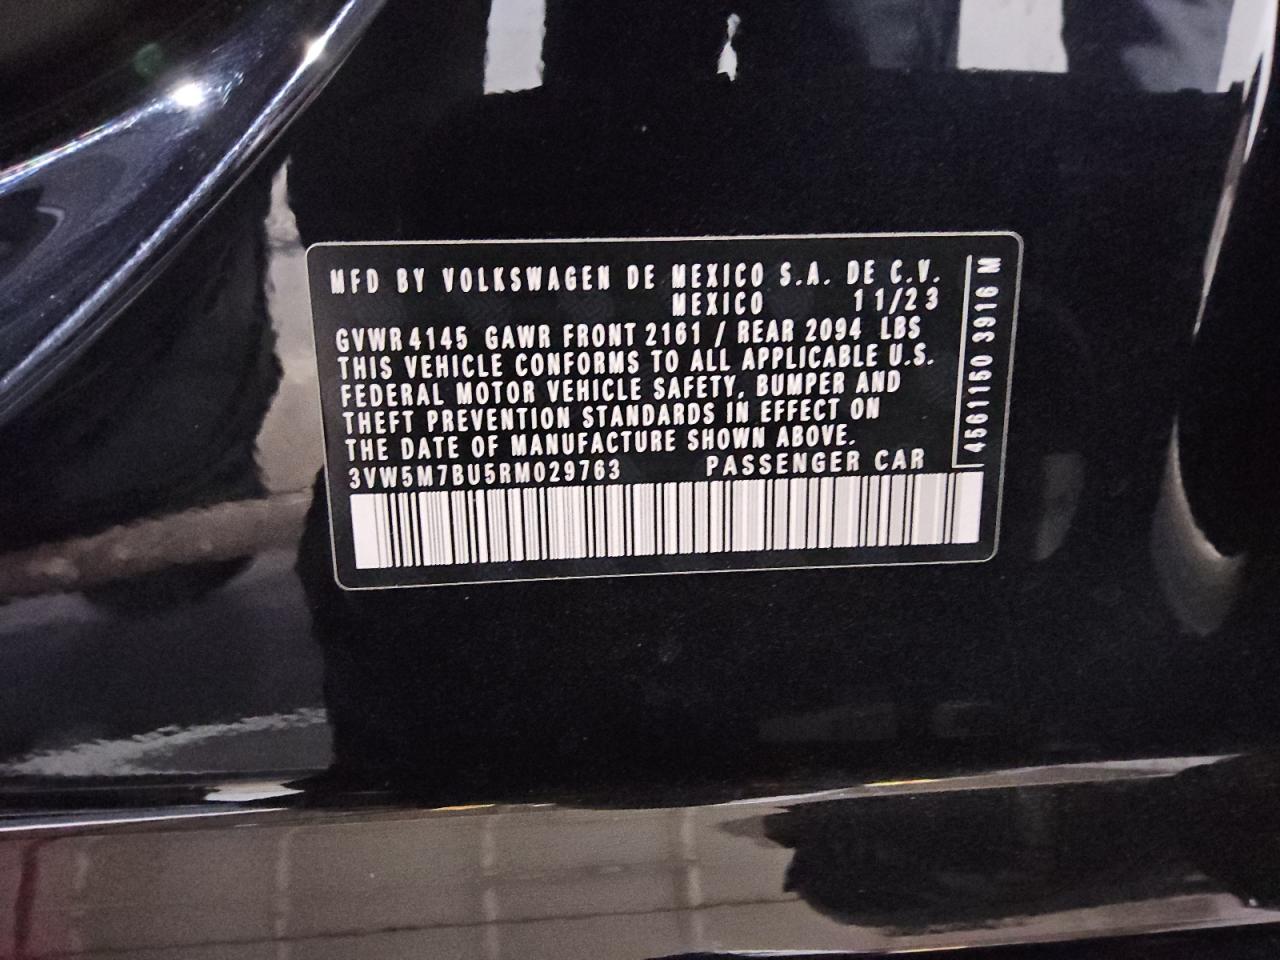 MFD BY VOLKSWAGEN DE MEXICO S.A. DE C.V.
MEXICO 11/23
GVWR 4145 GAWR FRONT 2161 / REAR 2094 LBS
THIS VEHICLE CONFORMS TO ALL APPLICABLE U.S.
FEDERAL MOTOR VEHICLE SAFETY, BUMPER AND
THEFT PREVENTION STANDARDS IN EFFECT ON
THE DATE OF MANUFACTURE SHOWN ABOVE.
3VW5M7BU5RM029763 PASSENGER CAR
4561150 3916 M